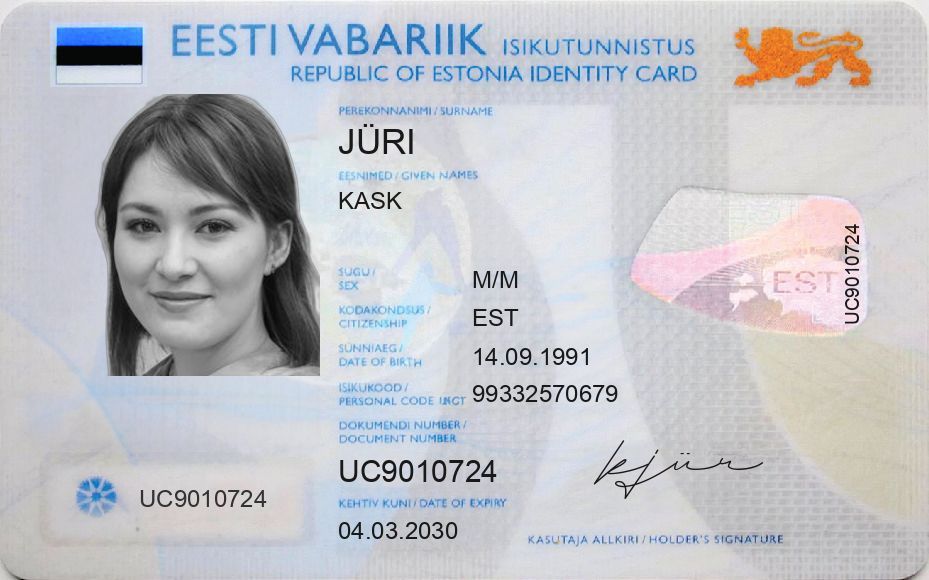 EESTI VABARIIK ISIKUTUNNISTUS
REPUBLIC OF ESTONIA IDENTITY CARD
PEREKONNANIMI / SURNAME
JÜRI
EESNIMED / GIVEN NAMES
KASK
SUGU / SEX
M/M
KODAKONDSUS / CITIZENSHIP
EST
SÜNNIAEG / DATE OF BIRTH
14.09.1991
ISIKUKOOD / PERSONAL CODE
99332570679
DOKUMENDI NUMBER / DOCUMENT NUMBER
UC9010724
KEHTIV KUNI / DATE OF EXPIRY
04.03.2030
UC9010724
EST
UC9010724
kjür
KASUTAJA ALLKIRI / HOLDER'S SIGNATURE